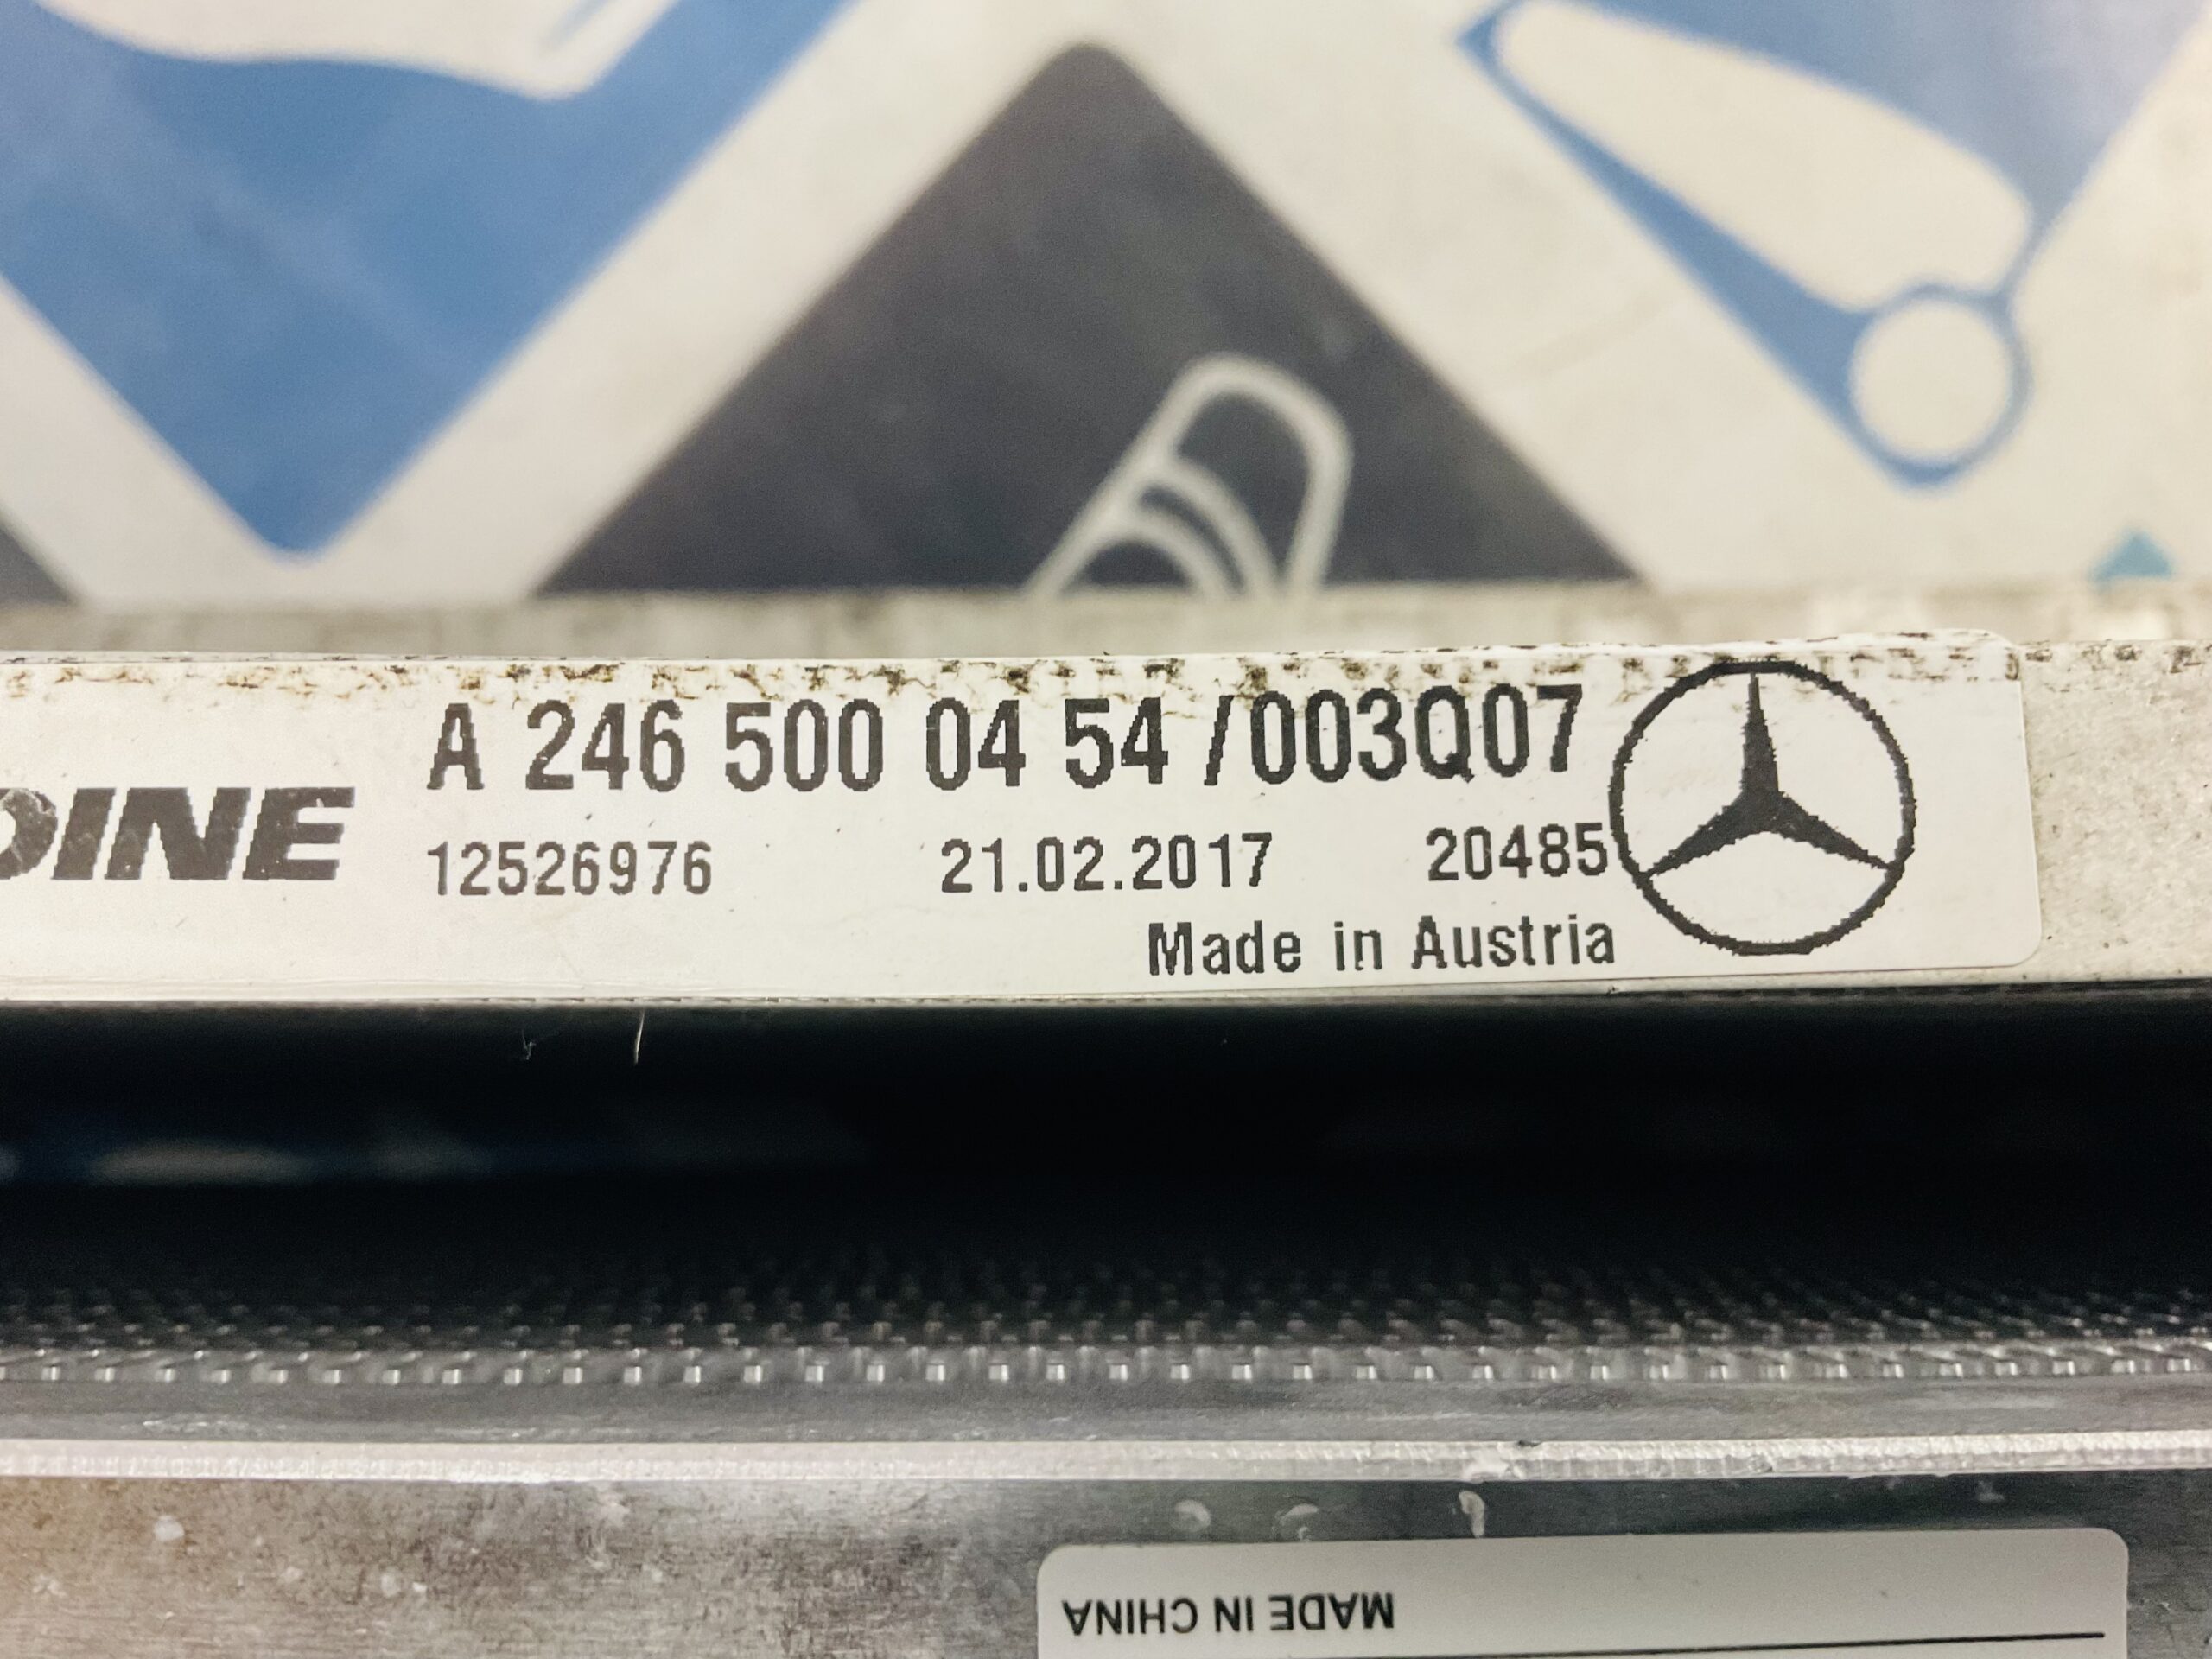 A 246 500 04 54 /003Q07
DINE
12526976 21.02.2017 20485
Made in Austria
MADE IN CHINA